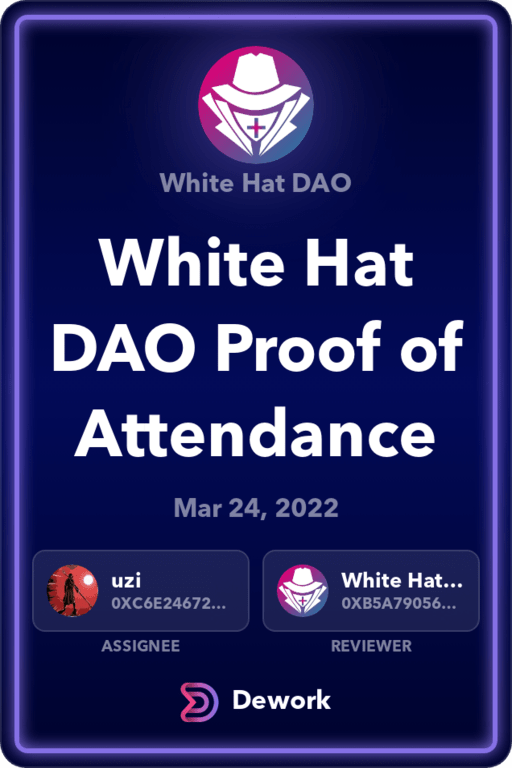 White Hat DAO
White Hat
DAO Proof of
Attendance
Mar 24, 2022
uzi
0XC6E24672...
White Hat...
0XB5A79056...
ASSIGNEE
REVIEWER
Dework